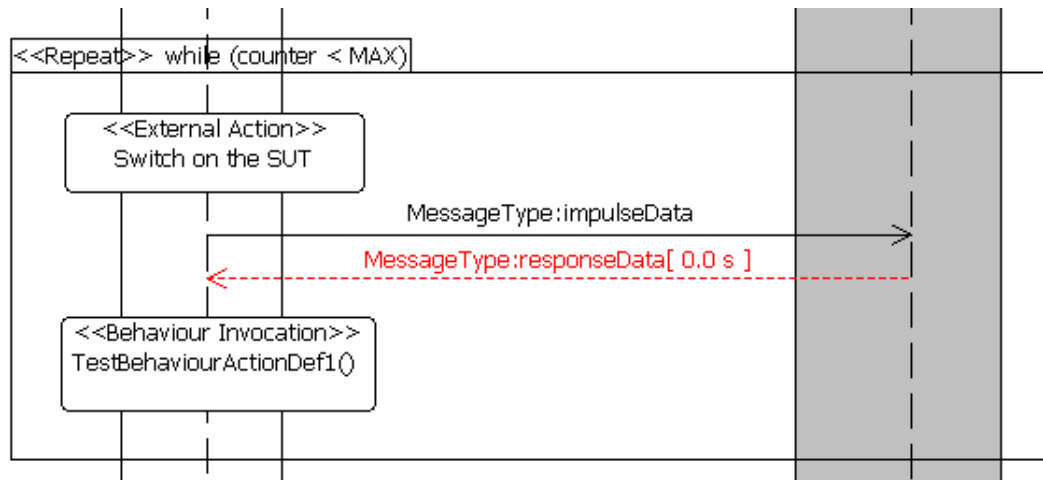 <<Repeat>> while (counter < MAX)
<<External Action>>
Switch on the SUT
MessageType:impulseData
MessageType:responseData[ 0.0 s ]
<<Behaviour Invocation>>
TestBehaviourActionDef1()